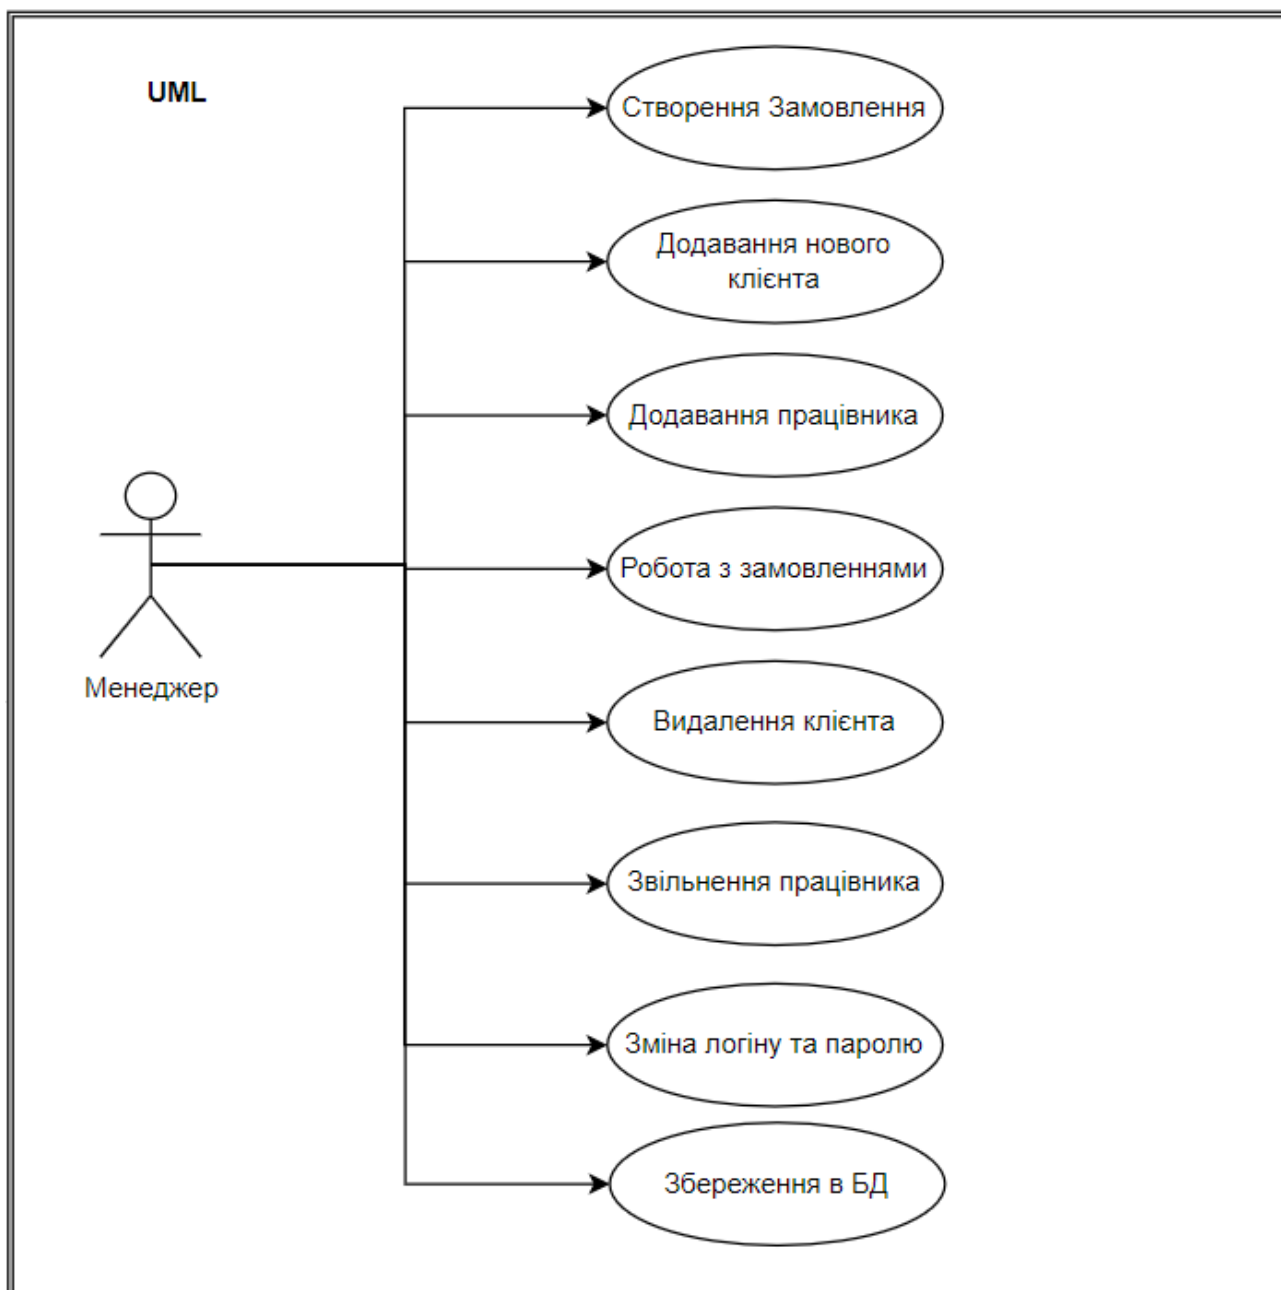 UML
Створення Замовлення
Додавання нового
клієнта
Додавання працівника
Робота з замовленнями
Менеджер
Видалення клієнта
Звільнення працівника
Зміна логіну та паролю
Збереження в БД